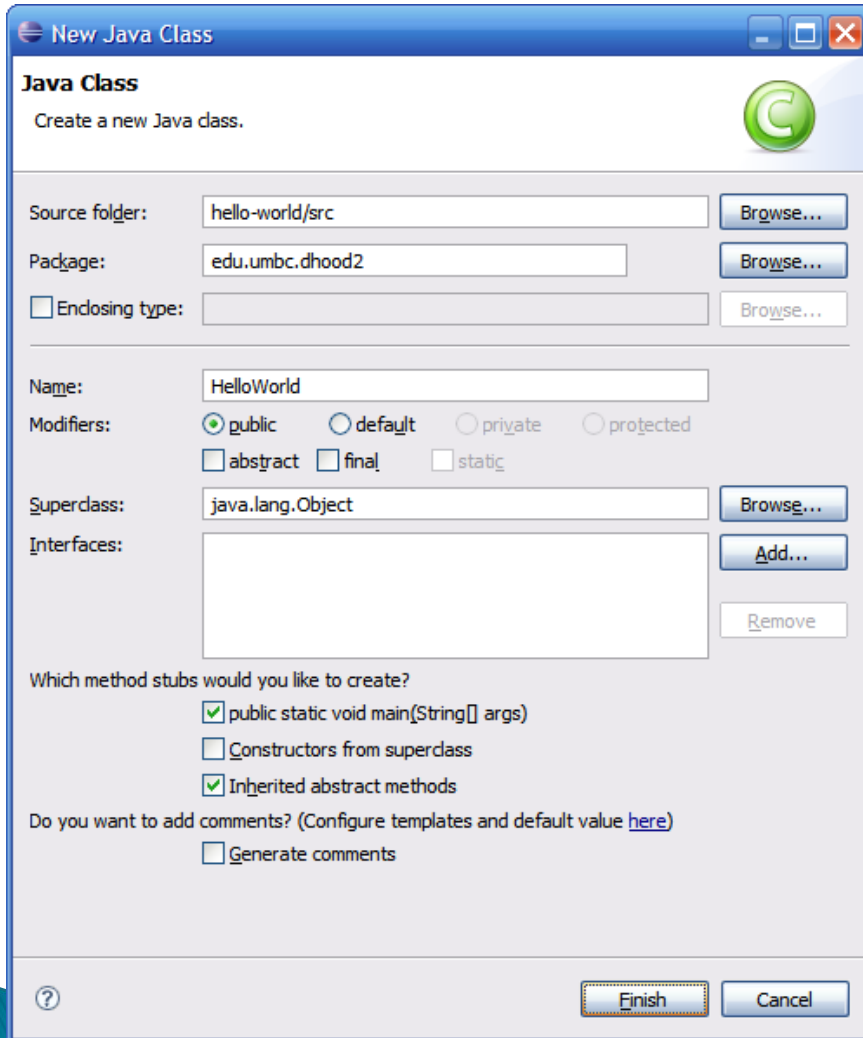 New Java Class
Java Class
Create a new Java class.
C
Source folder: hello-world/src Browse...
Package: edu.umbc.dhood2 Browse...
Enclosing type: Browse...
Name: HelloWorld
Modifiers: public default private protected
abstract final static
Superclass: java.lang.Object Browse...
Interfaces: Add...
Remove
Which method stubs would you like to create?
public static void main(String[] args)
Constructors from superclass
Inherited abstract methods
Do you want to add comments? (Configure templates and default value here)
Generate comments
? Finish Cancel